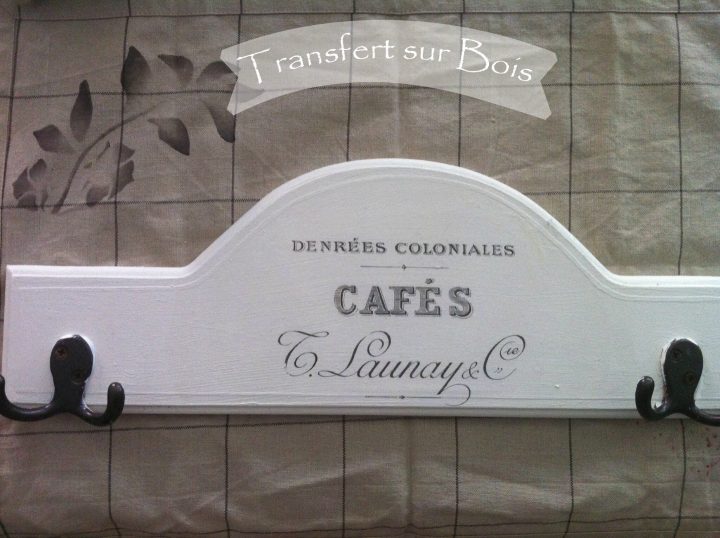 Transfert sur Bois
DENRÉES COLONIALES
CAFÉS
T. Launay & Cie